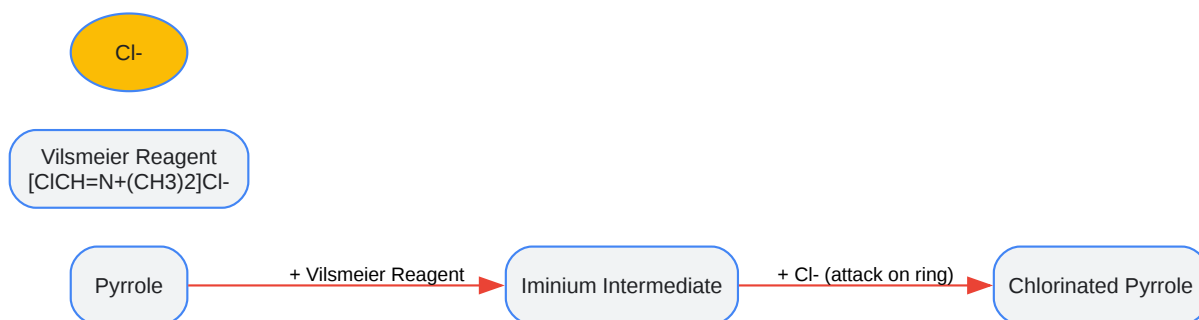 Cl-
Vilsmeier Reagent
[ClCH=N+(CH3)2]Cl-
Pyrrole
+ Vilsmeier Reagent
Iminium Intermediate
+ Cl- (attack on ring)
Chlorinated Pyrrole